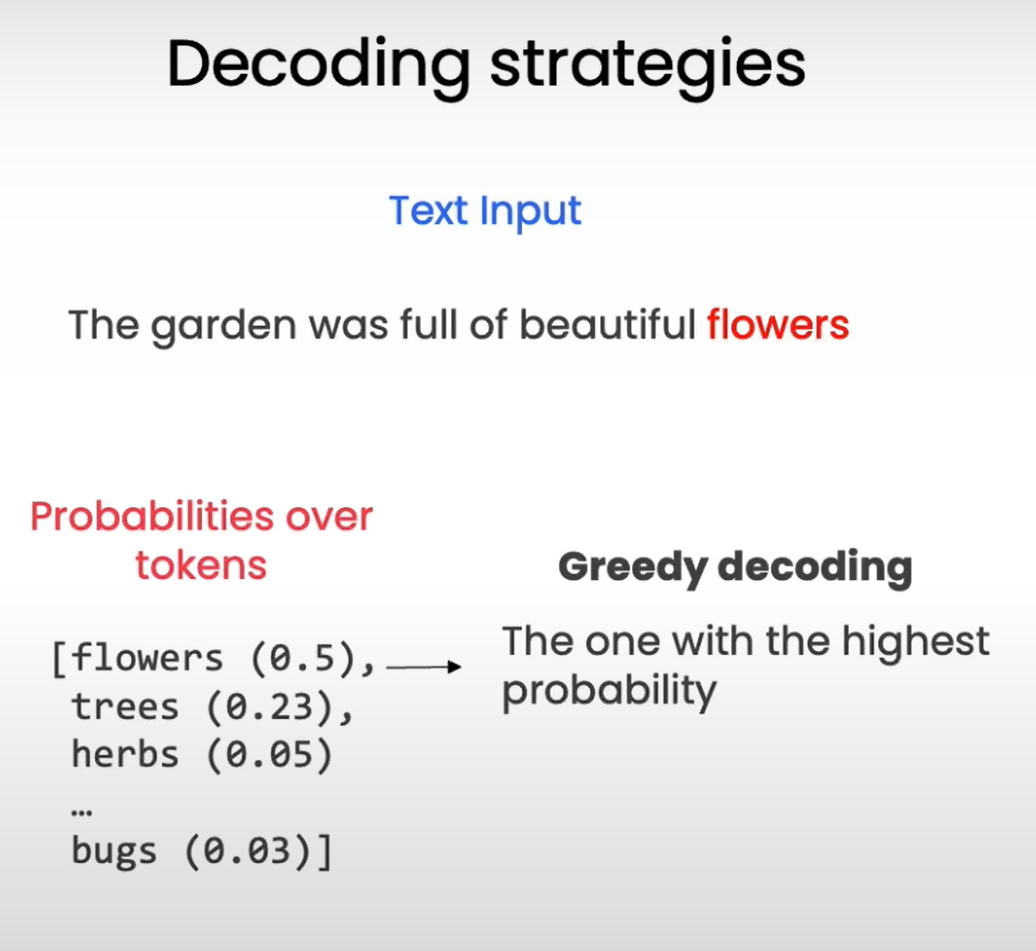 Decoding strategies
Text Input
The garden was full of beautiful flowers
Probabilities over
tokens
[flowers (0.5),
trees (0.23),
herbs (0.05)
…
bugs (0.03)]
Greedy decoding
The one with the highest
probability